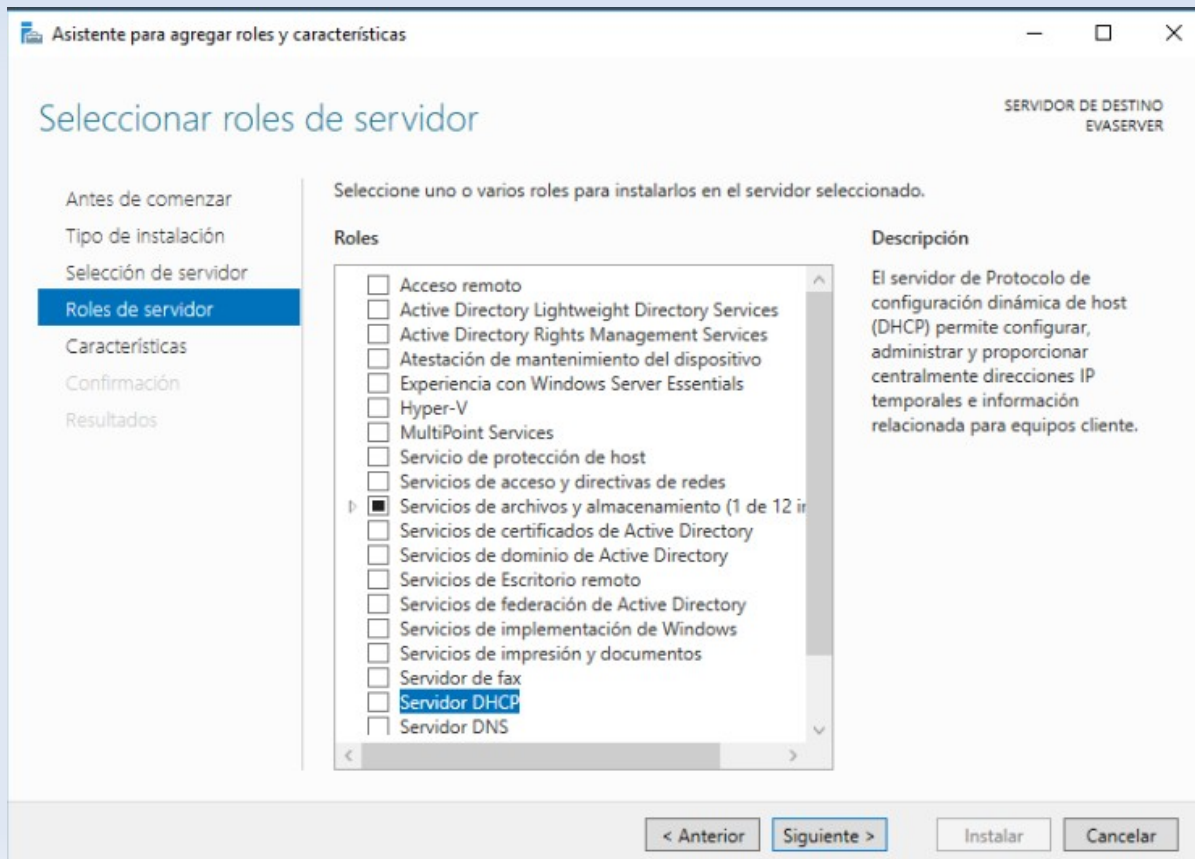 Asistente para agregar roles y características
Seleccionar roles de servidor
SERVIDOR DE DESTINO
EVASERVER
Antes de comenzar
Tipo de instalación
Selección de servidor
Roles de servidor
Características
Confirmación
Resultados
Seleccione uno o varios roles para instalarlos en el servidor seleccionado.
Roles
Acceso remoto
Active Directory Lightweight Directory Services
Active Directory Rights Management Services
Atestación de mantenimiento del dispositivo
Experiencia con Windows Server Essentials
Hyper-V
MultiPoint Services
Servicio de protección de host
Servicios de acceso y directivas de redes
Servicios de archivos y almacenamiento (1 de 12 in
Servicios de certificados de Active Directory
Servicios de dominio de Active Directory
Servicios de Escritorio remoto
Servicios de federación de Active Directory
Servicios de implementación de Windows
Servicios de impresión y documentos
Servidor de fax
Servidor DHCP
Servidor DNS
Descripción
El servidor de Protocolo de
configuración dinámica de host
(DHCP) permite configurar,
administrar y proporcionar
centralmente direcciones IP
temporales e información
relacionada para equipos cliente.
< Anterior
Siguiente >
Instalar
Cancelar